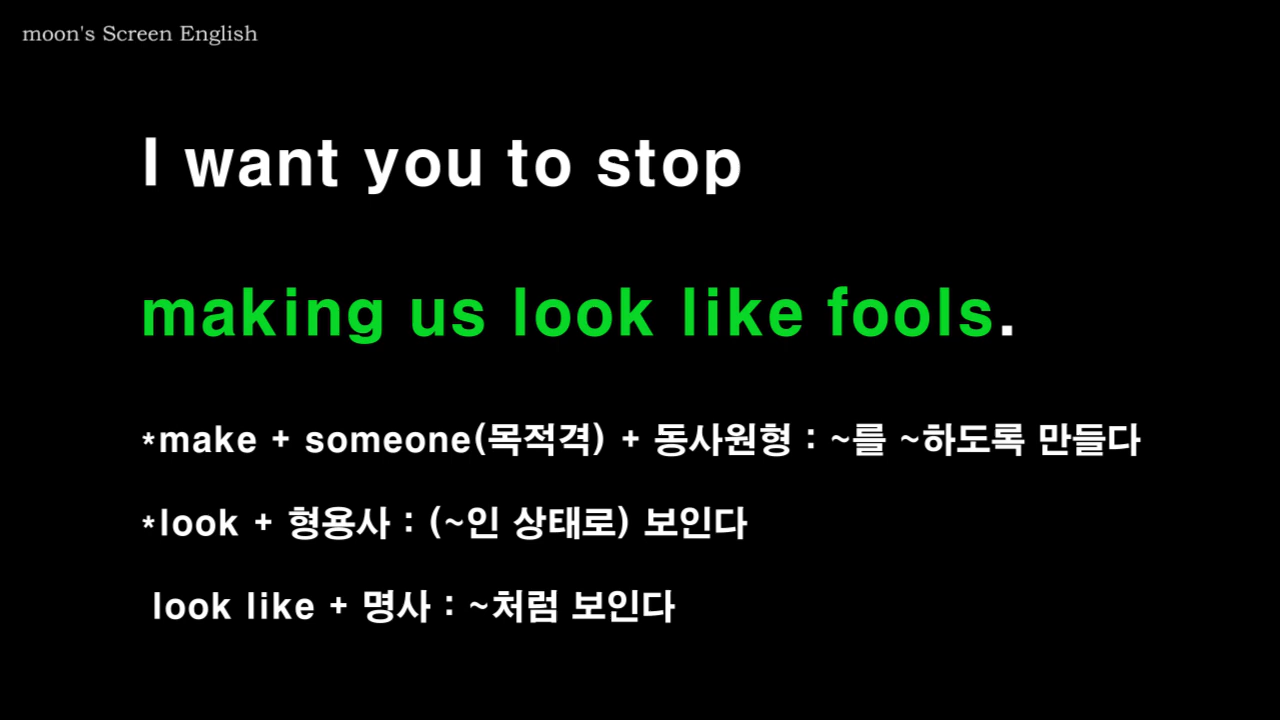 moon's Screen English
I want you to stop
making us look like fools.
*make + someone(목적격) + 동사원형 : ~를 ~하도록 만들다
*look + 형용사 : (~인 상태로) 보인다
look like + 명사 : ~처럼 보인다